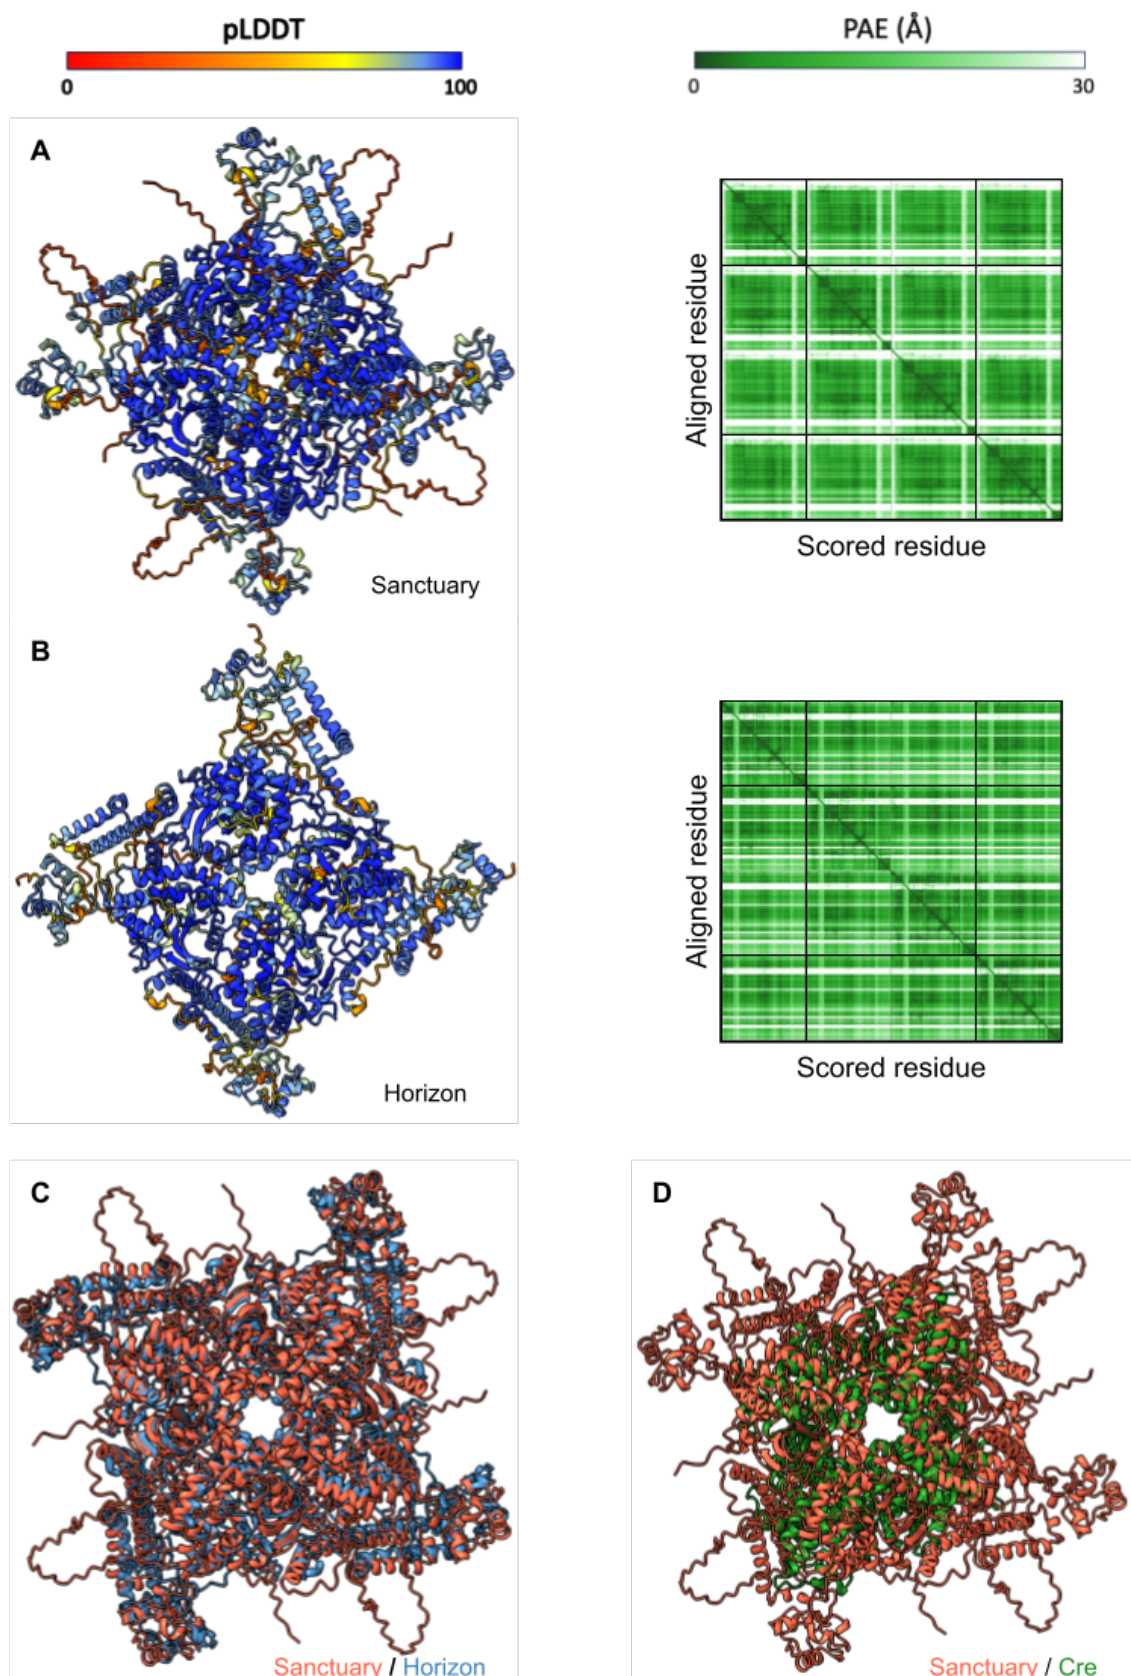 pLDDT
0 100
PAE (Å)
0 30
A
Sanctuary
Aligned residue
Scored residue
B
Horizon
Aligned residue
Scored residue
C
Sanctuary / Horizon
D
Sanctuary / Cre